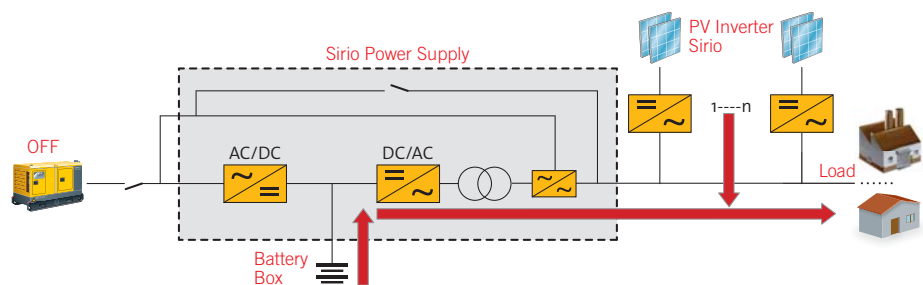 Sirio Power Supply
PV Inverter
Sirio
1----n
OFF
AC/DC
DC/AC
Load
......
Battery
Box